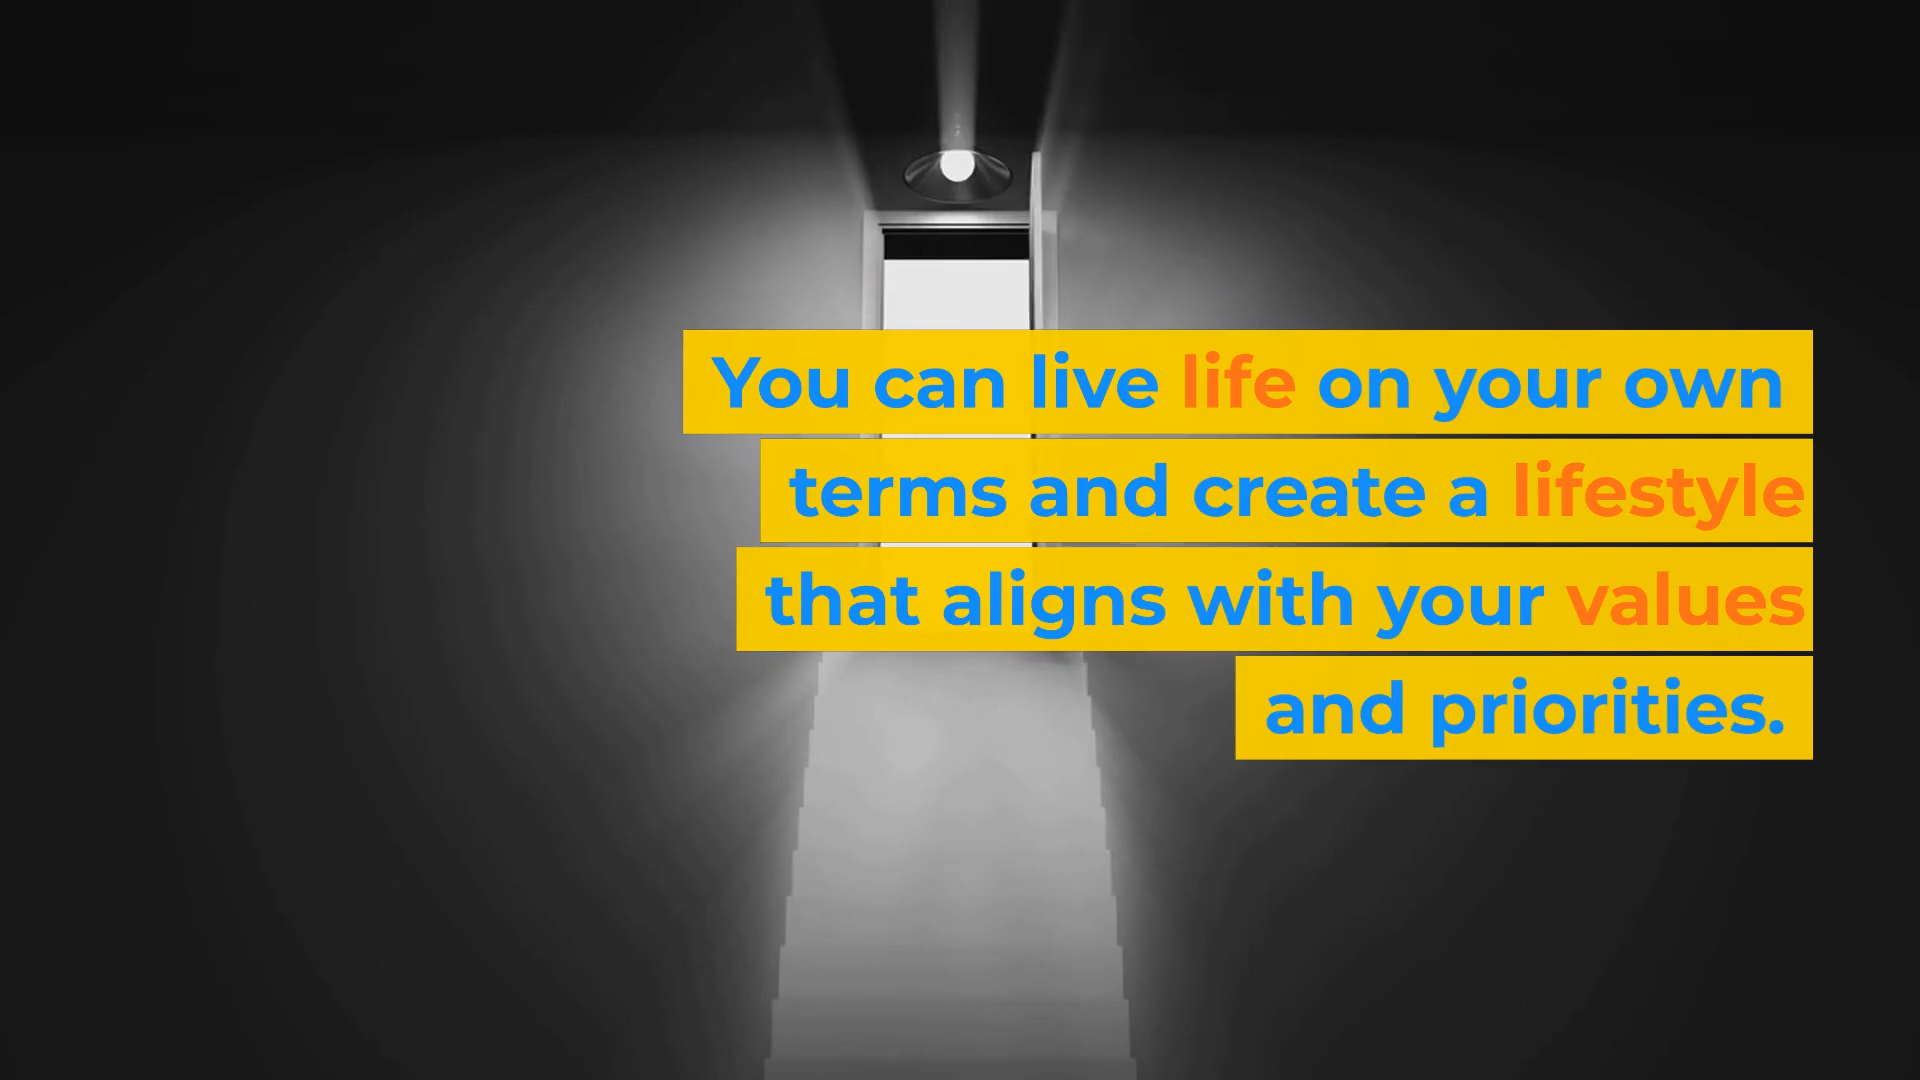 You can live life on your own
terms and create a lifestyle
that aligns with your values
and priorities.